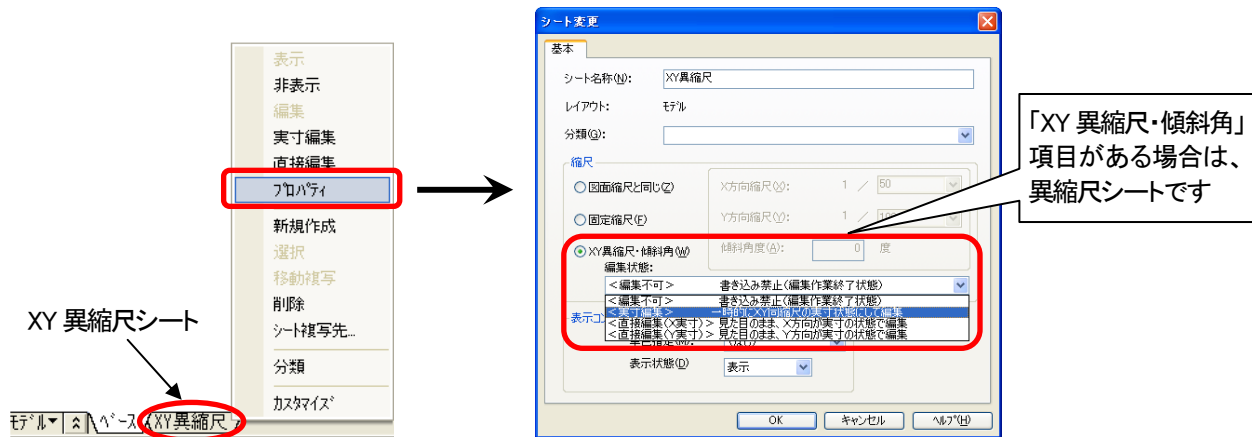 表示
非表示
編集
実寸編集
直接編集
プロパティ
新規作成
選択
移動複写
削除
シート複写先...
分類
カスタマイズ
XY 異縮尺シート
モデル ベース XY異縮尺
シート変更
基本
シート名称(N): XY異縮尺
レイアウト: モデル
分類(G):
縮尺
図面縮尺と同じ(Z) X方向縮尺(X): 1 / 50
固定縮尺(F) Y方向縮尺(Y): 1 / 100
XY異縮尺・傾斜角(W) 傾斜角度(A): 0 度
編集状態:
<編集不可> 書き込み禁止(編集作業終了状態)
<編集不可> 書き込み禁止(編集作業終了状態)
<実寸編集> 一時的にXY同縮尺の実寸状態にして編集
<直接編集(X実寸)> 見た目のまま、X方向が実寸の状態で編集
<直接編集(Y実寸)> 見た目のまま、Y方向が実寸の状態で編集
表示状態(D) 表示
OK キャンセル ヘルプ(H)
「XY 異縮尺・傾斜角」
項目がある場合は、
異縮尺シートです